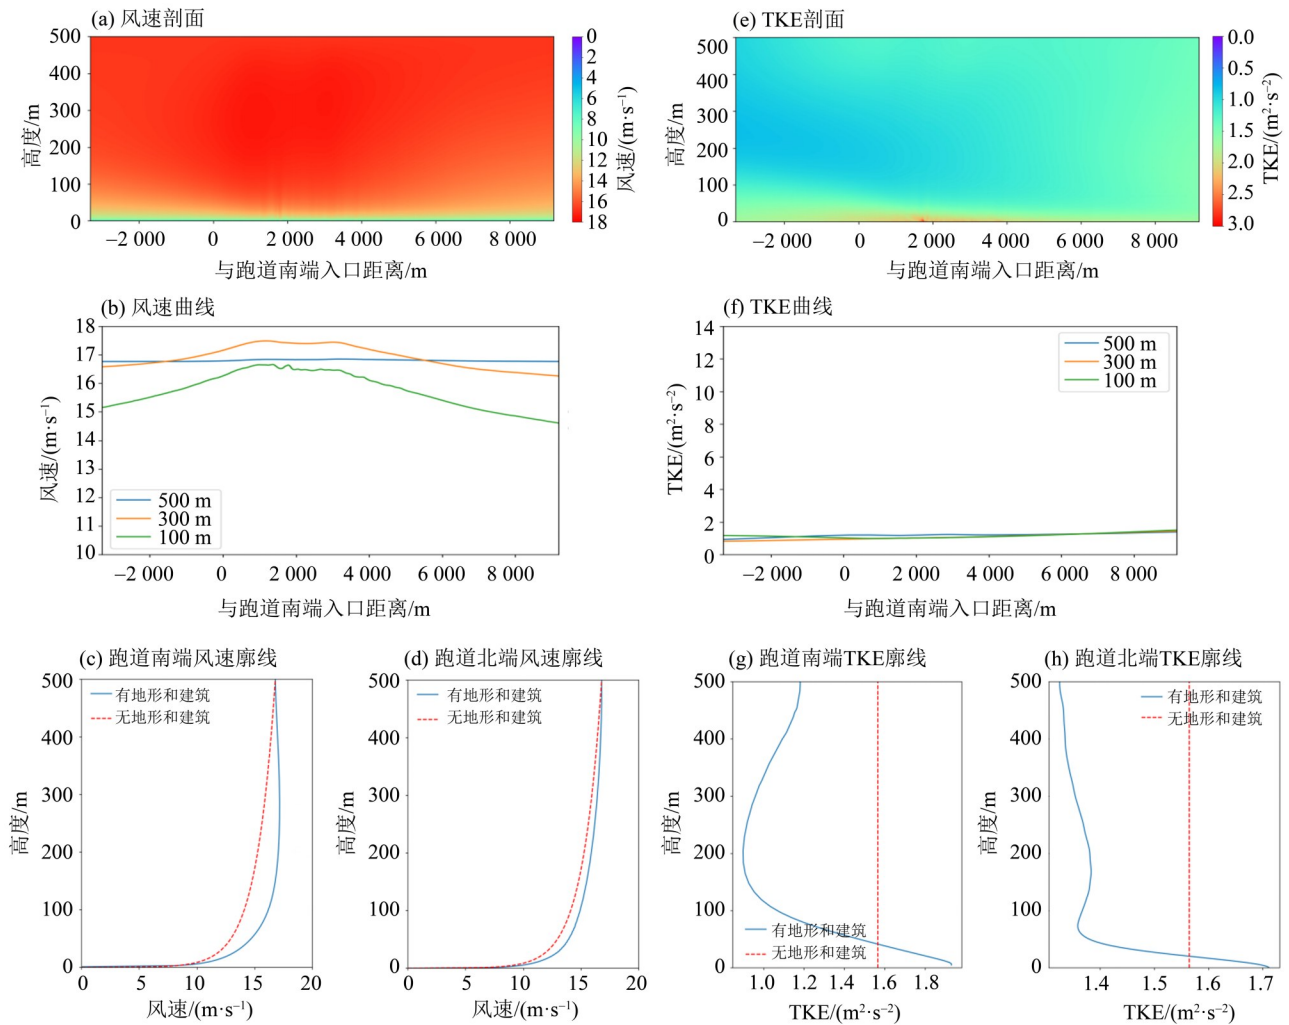 (a) 风速剖面
500
400
300
200
100
0
高度/m
−2 000 0 2 000 4 000 6 000 8 000
与跑道南端入口距离/m
0
2
4
6
8
10
12
14
16
18
风速/(m·s⁻¹)
(e) TKE剖面
500
400
300
200
100
0
高度/m
−2 000 0 2 000 4 000 6 000 8 000
与跑道南端入口距离/m
0.0
0.5
1.0
1.5
2.0
2.5
3.0
TKE/(m²·s⁻²)
(b) 风速曲线
18
17
16
15
14
13
12
11
10
风速/(m·s⁻¹)
500 m
300 m
100 m
−2 000 0 2 000 4 000 6 000 8 000
与跑道南端入口距离/m
(f) TKE曲线
14
12
10
8
6
4
2
0
TKE/(m²·s⁻²)
500 m
300 m
100 m
−2 000 0 2 000 4 000 6 000 8 000
与跑道南端入口距离/m
(c) 跑道南端风速廓线
500
400
300
200
100
0
高度/m
有地形和建筑
无地形和建筑
0 5 10 15 20
风速/(m·s⁻¹)
(d) 跑道北端风速廓线
500
400
300
200
100
0
高度/m
有地形和建筑
无地形和建筑
0 5 10 15 20
风速/(m·s⁻¹)
(g) 跑道南端TKE廓线
500
400
300
200
100
0
高度/m
有地形和建筑
无地形和建筑
1.0 1.2 1.4 1.6 1.8
TKE/(m²·s⁻²)
(h) 跑道北端TKE廓线
500
400
300
200
100
0
高度/m
有地形和建筑
无地形和建筑
1.4 1.5 1.6 1.7
TKE/(m²·s⁻²)